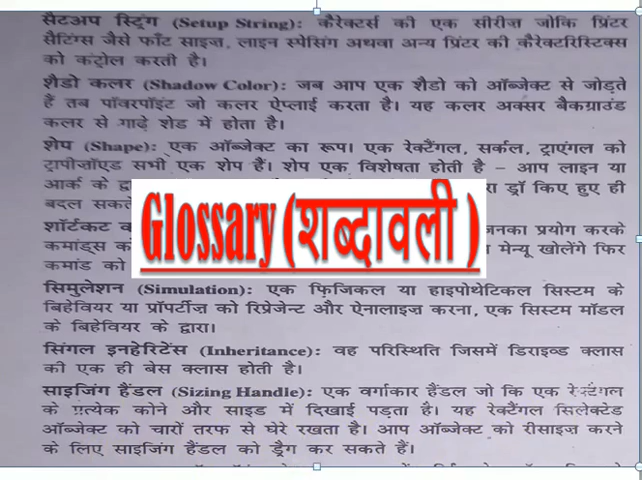 सैटअप स्ट्रिंग (Setup String): कैरेक्टर्स की एक सीरीज़ जोकि प्रिंटर
सैटिंग्स जैसे फॉंट साइज़, लाइन स्पेसिंग अथवा अन्य प्रिंटर की कैरेक्टरिस्टिक्स
को कंट्रोल करती है।
शैडो कलर (Shadow Color): जब आप एक शैडो को ऑब्जेक्ट से जोड़ते
हैं तब पॉवरपॉइंट जो कलर ऐप्लाई करता है। यह कलर अक्सर बैकग्राउंड
कलर से गाढ़े शेड में होता है।
शेप (Shape): एक ऑब्जेक्ट का रूप। एक रेक्टैंगल, सर्कल, ट्राएंगल को
ट्रापीजॉएड सभी एक शेप हैं। शेप एक विशेषता होती है – आप लाइन या
आर्क के द्वा ड्रॉ किए हुए ही
बदल सकते
Glossary (शब्दावली)
शॉर्टकट जिनका प्रयोग करके
कमांड्स को मेन्यू खोलेंगे फिर
कमांड को
सिमुलेशन (Simulation): एक फिजिकल या हाइपोथेटिकल सिस्टम के
बिहेवियर या प्रॉपर्टीज़ को रिप्रेजेन्ट और ऐनालाइज़ करना, एक सिस्टम मॉडल
के बिहेवियर के द्वारा।
सिंगल इनहेरिटेंस (Inheritance): वह परिस्थिति जिसमें डिराइव्ड क्लास
की एक ही बेस क्लास होती है।
साइजिंग हैंडल (Sizing Handle): एक वर्गाकार हैंडल जो कि एक रेक्टैंगल
के प्रत्येक कोने और साइड में दिखाई पड़ता है। यह रेक्टैंगल सिलेक्टेड
ऑब्जेक्ट को चारों तरफ से घेरे रखता है। आप ऑब्जेक्ट को रीसाइज़ करने
के लिए साइजिंग हैंडल को ड्रैग कर सकते हैं।